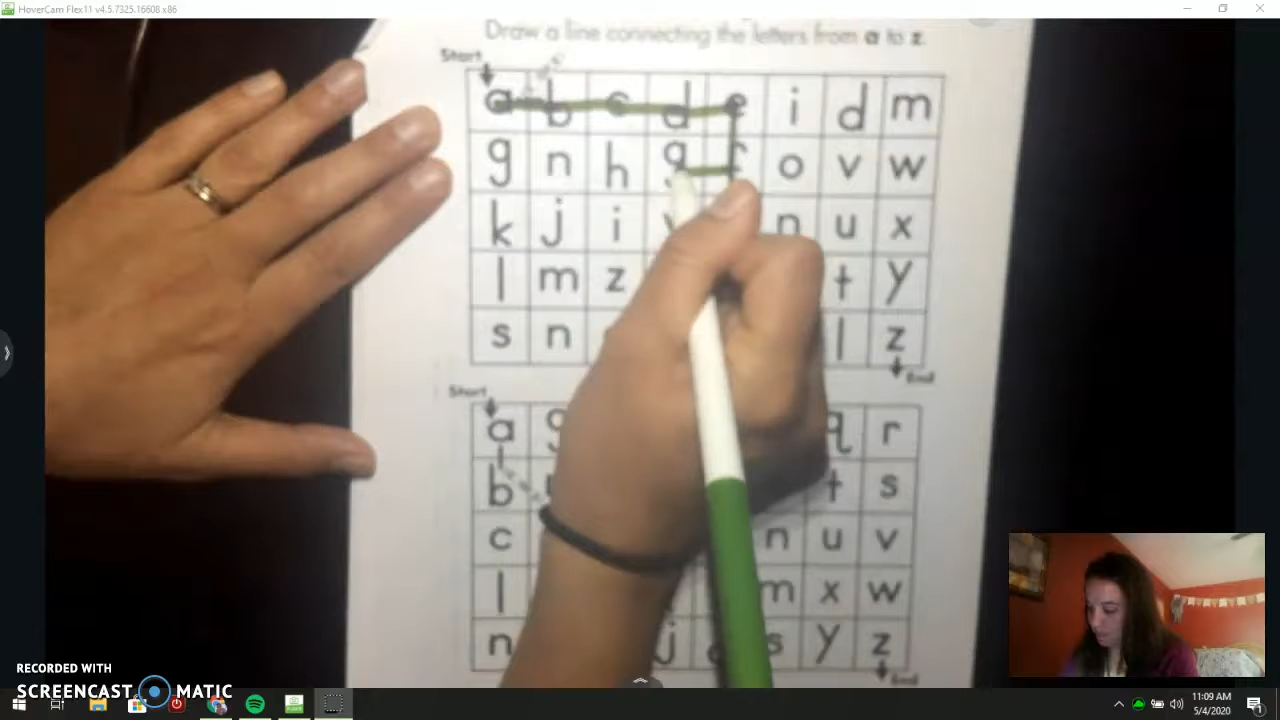 HoverCam Flex11 v4.5.7325.16608 x86
Draw a line connecting the letters from a to z.
Start
a b c d e i d m
g n h g f o v w
k j i n u x
l m z t y
s n l z
End
Start
a g q r
b t s
c n u v
l m x w
n j s y z
End
RECORDED WITH
SCREENCAST MATIC
11:09 AM
5/4/2020